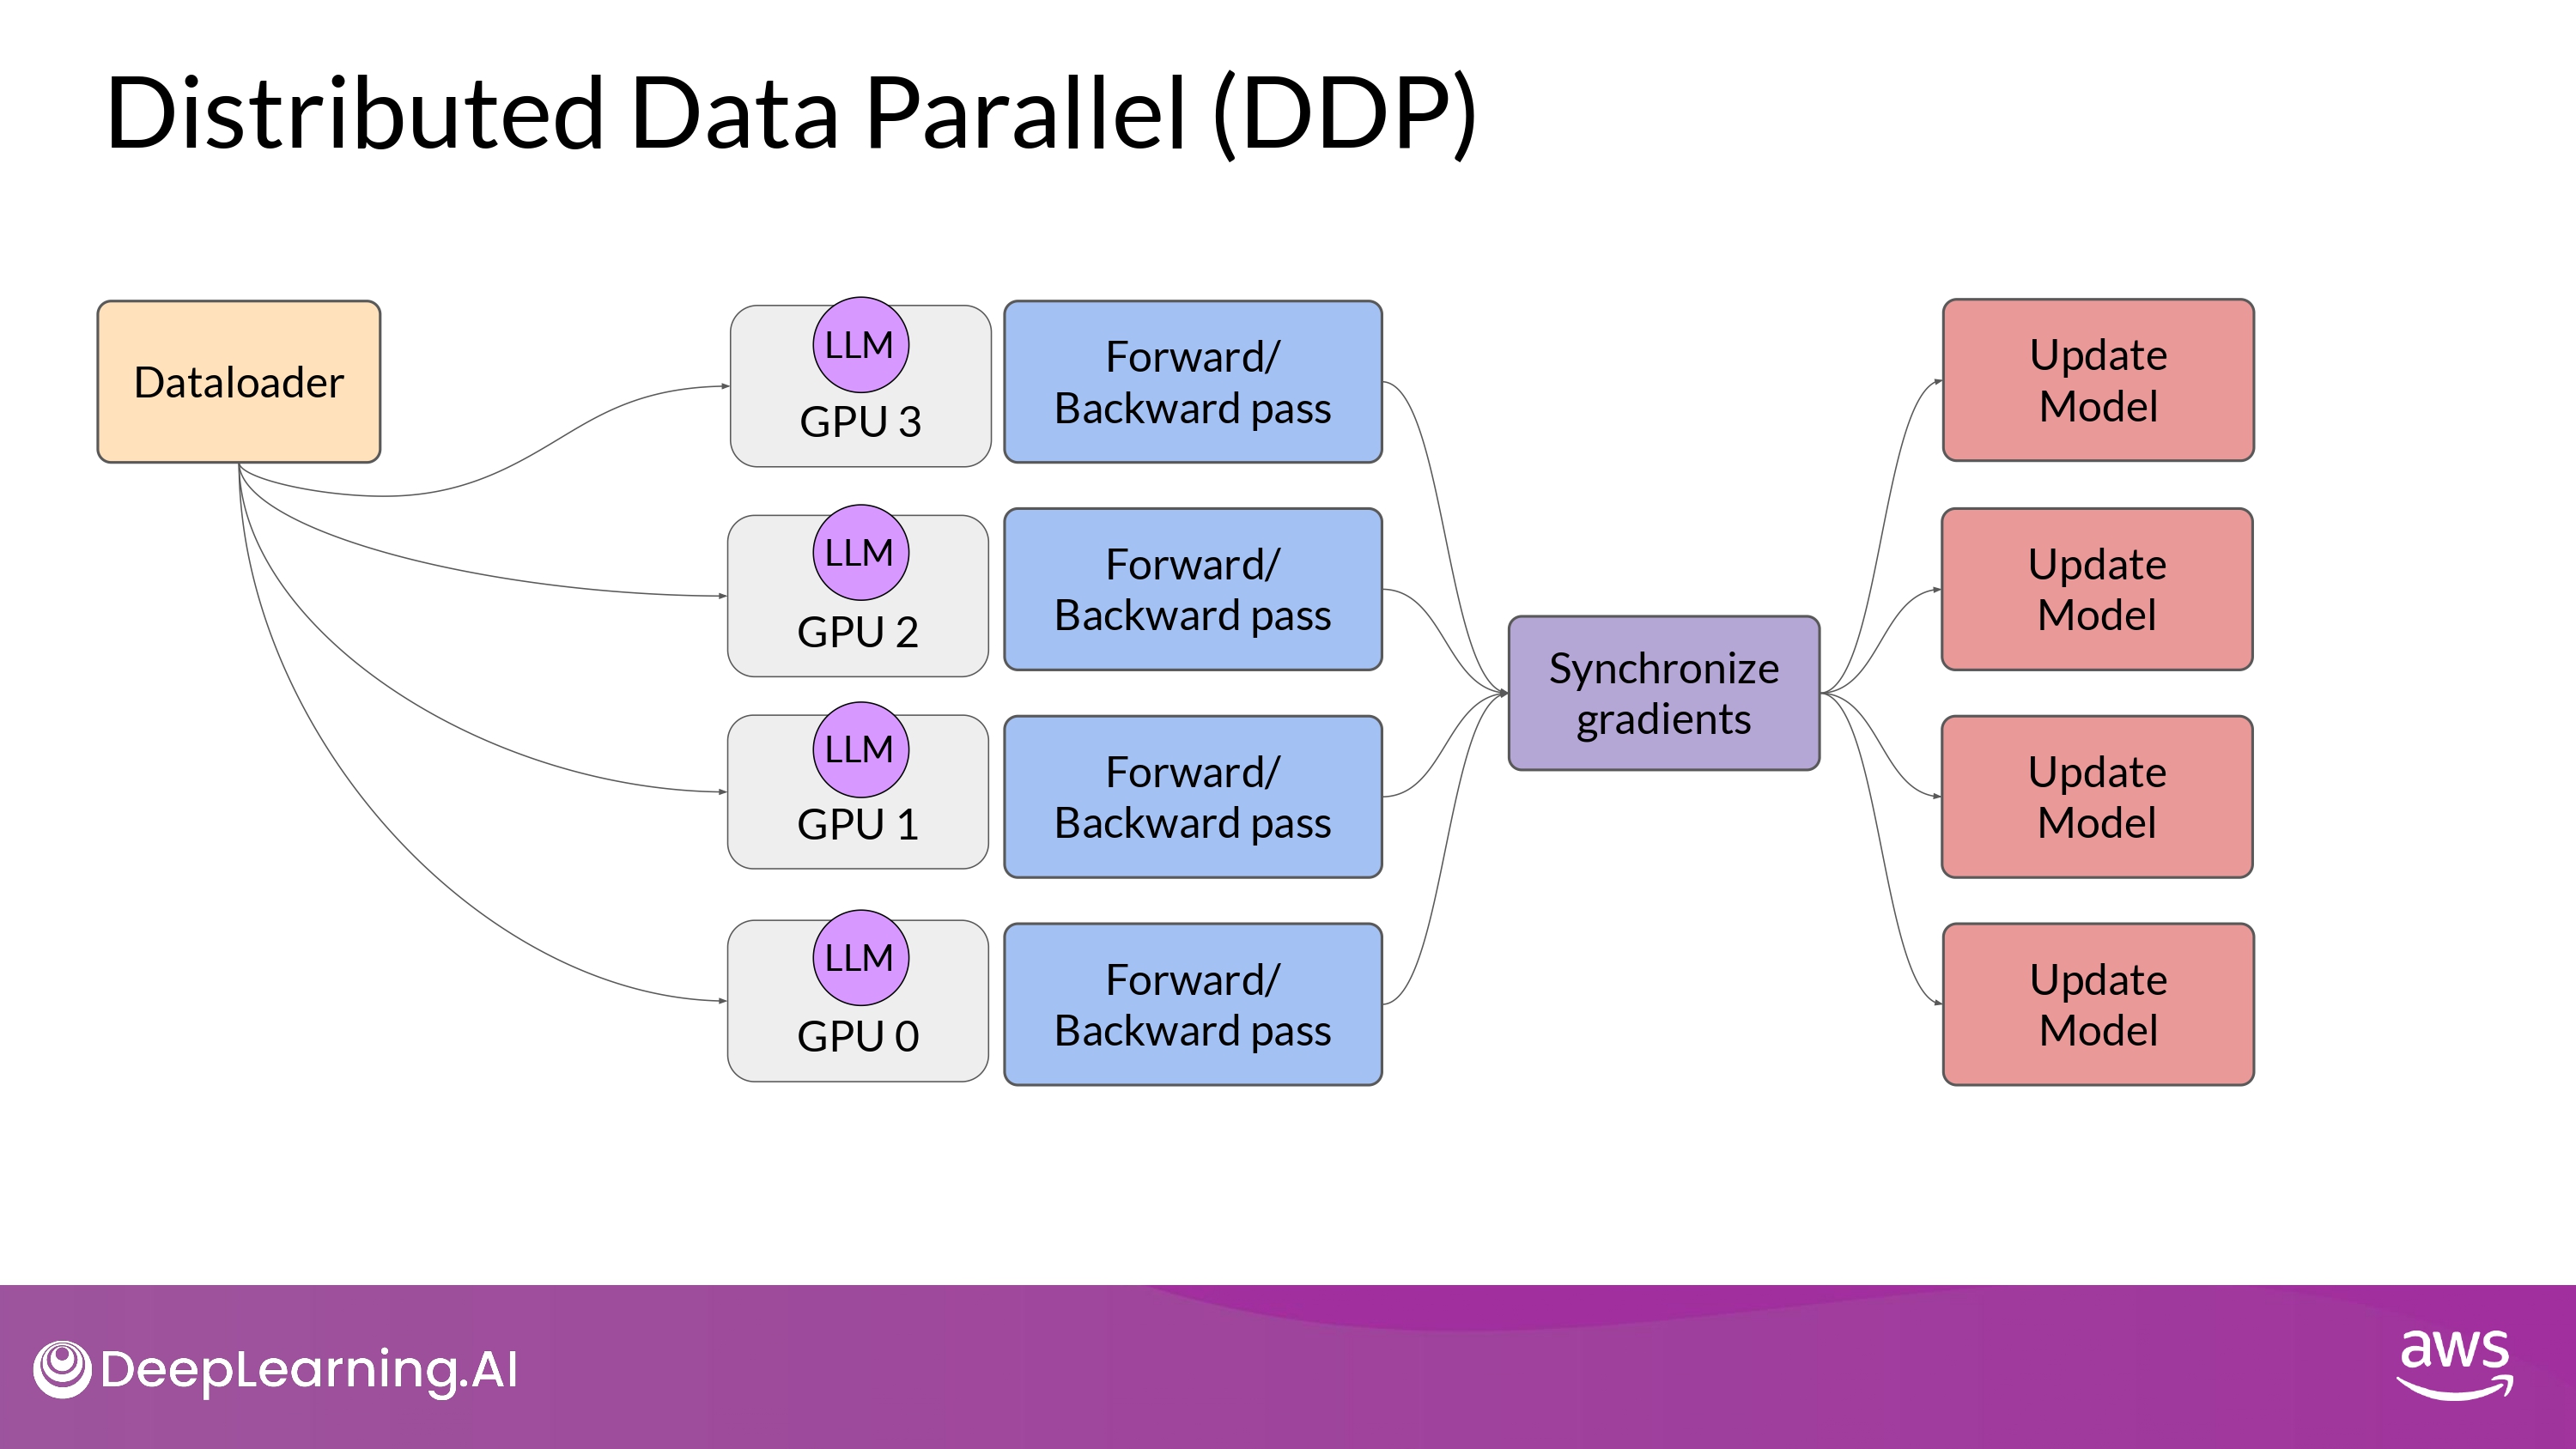 Distributed Data Parallel (DDP)
Dataloader
LLM
GPU 3
Forward/
Backward pass
LLM
GPU 2
Forward/
Backward pass
LLM
GPU 1
Forward/
Backward pass
LLM
GPU 0
Forward/
Backward pass
Synchronize
gradients
Update
Model
Update
Model
Update
Model
Update
Model
DeepLearning.AI
aws